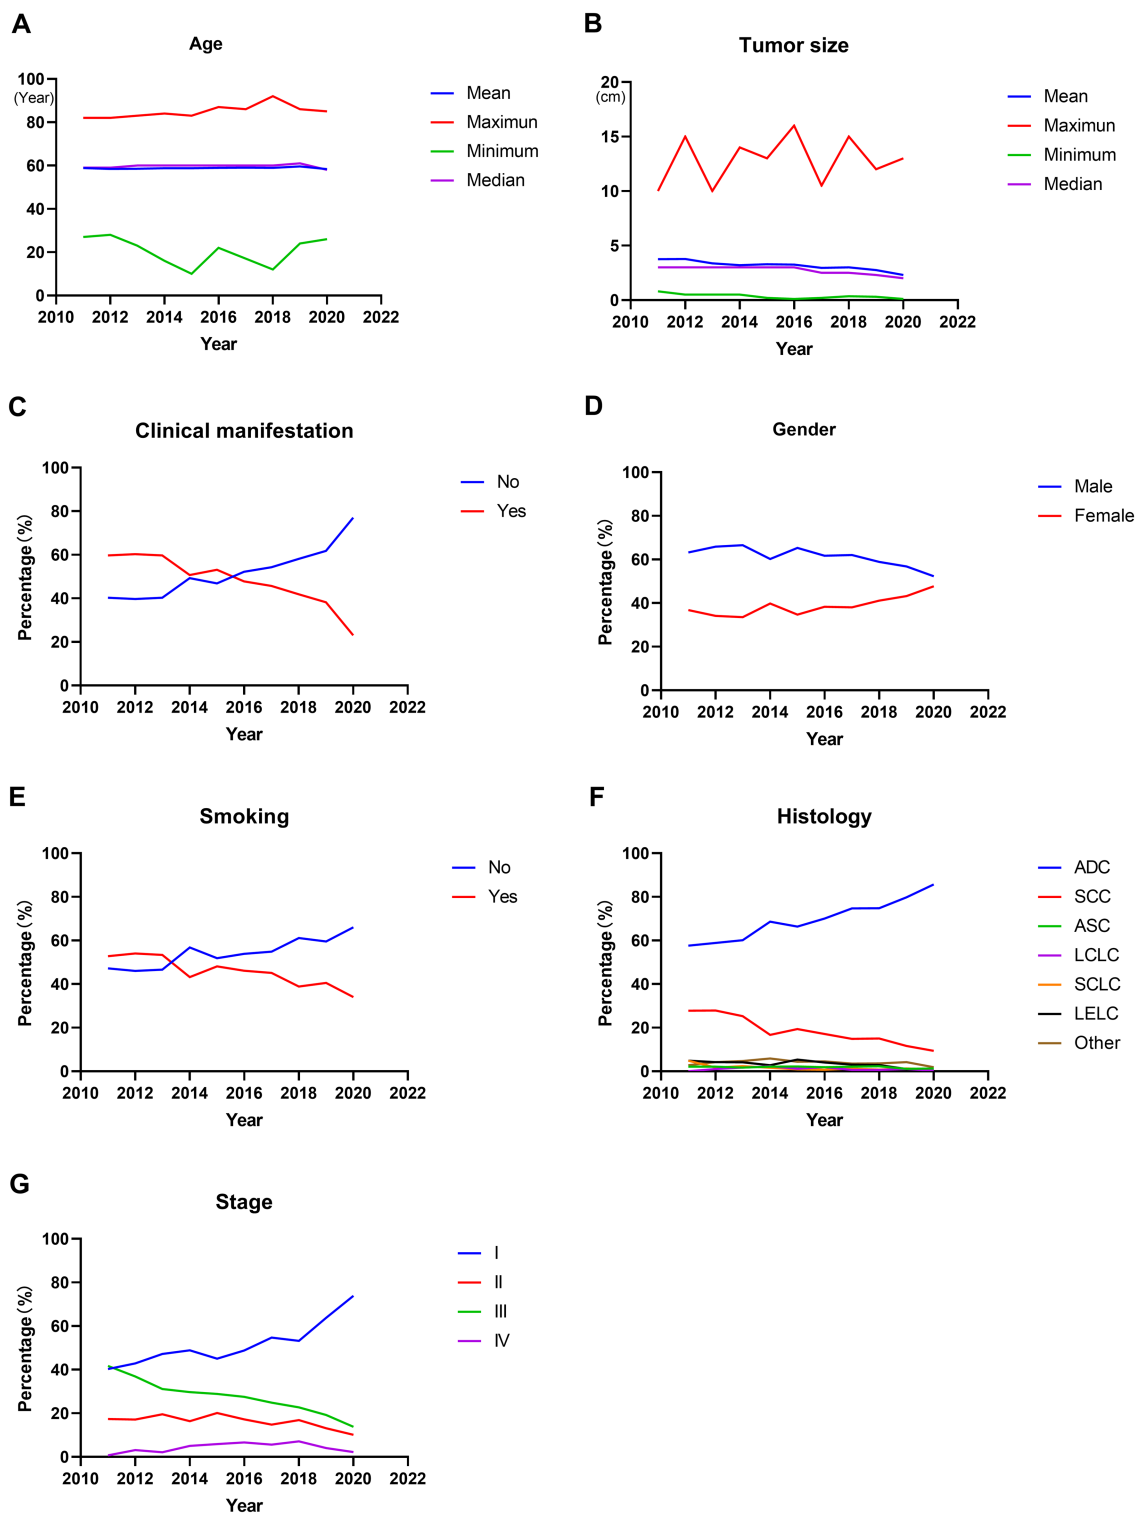 A
Age
100
(Year)
80
60
40
20
0
2010 2012 2014 2016 2018 2020 2022
Year
Mean
Maximun
Minimum
Median
B
Tumor size
20
(cm)
15
10
5
0
2010 2012 2014 2016 2018 2020 2022
Year
Mean
Maximun
Minimum
Median
C
Clinical manifestation
Percentage (%)
100
80
60
40
20
0
2010 2012 2014 2016 2018 2020 2022
Year
No
Yes
D
Gender
Percentage (%)
100
80
60
40
20
0
2010 2012 2014 2016 2018 2020 2022
Year
Male
Female
E
Smoking
Percentage (%)
100
80
60
40
20
0
2010 2012 2014 2016 2018 2020 2022
Year
No
Yes
F
Histology
Percentage (%)
100
80
60
40
20
0
2010 2012 2014 2016 2018 2020 2022
Year
ADC
SCC
ASC
LCLC
SCLC
LELC
Other
G
Stage
Percentage (%)
100
80
60
40
20
0
2010 2012 2014 2016 2018 2020 2022
Year
I
II
III
IV